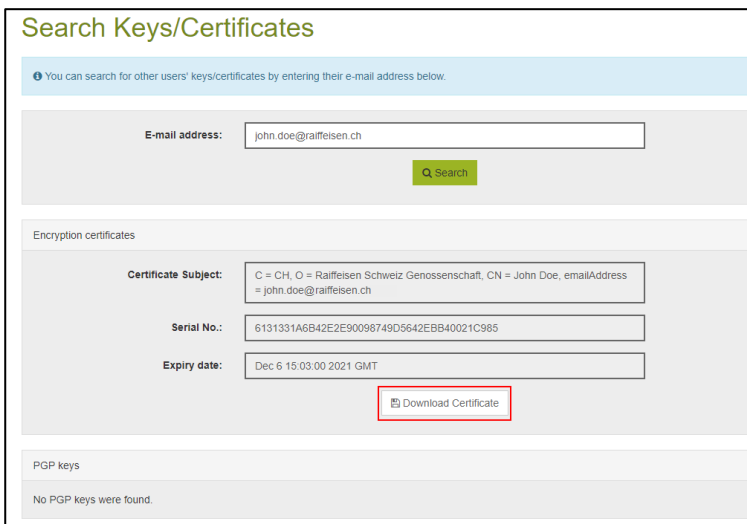 Search Keys/Certificates
You can search for other users' keys/certificates by entering their e-mail address below.
E-mail address:
john.doe@raiffeisen.ch
Search
Encryption certificates
Certificate Subject:
C = CH, O = Raiffeisen Schweiz Genossenschaft, CN = John Doe, emailAddress
= john.doe@raiffeisen.ch
Serial No.:
6131331A6B42E2E90098749D5642EBB40021C985
Expiry date:
Dec 6 15:03:00 2021 GMT
Download Certificate
PGP keys
No PGP keys were found.